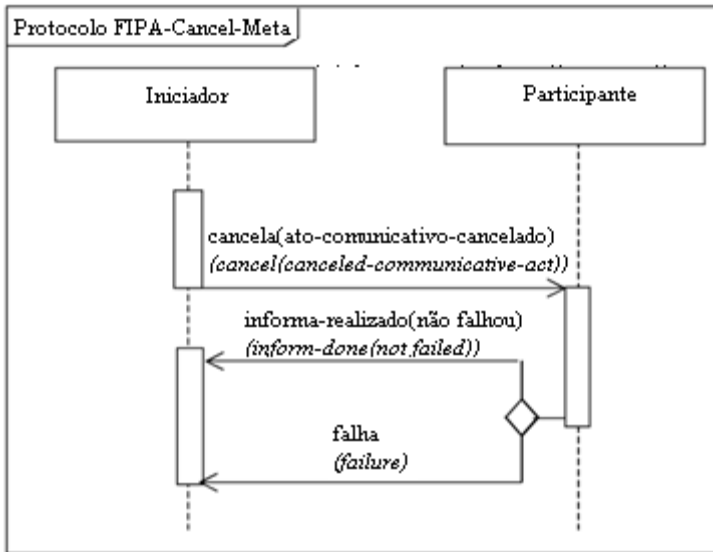 Protocolo FIPA-Cancel-Meta
Iniciador
Participante
cancela(ato-comunicativo-cancelado)
(cancel(canceled-communicative-act))
informa-realizado(não falhou)
(inform-done(not failed))
falha
(failure)